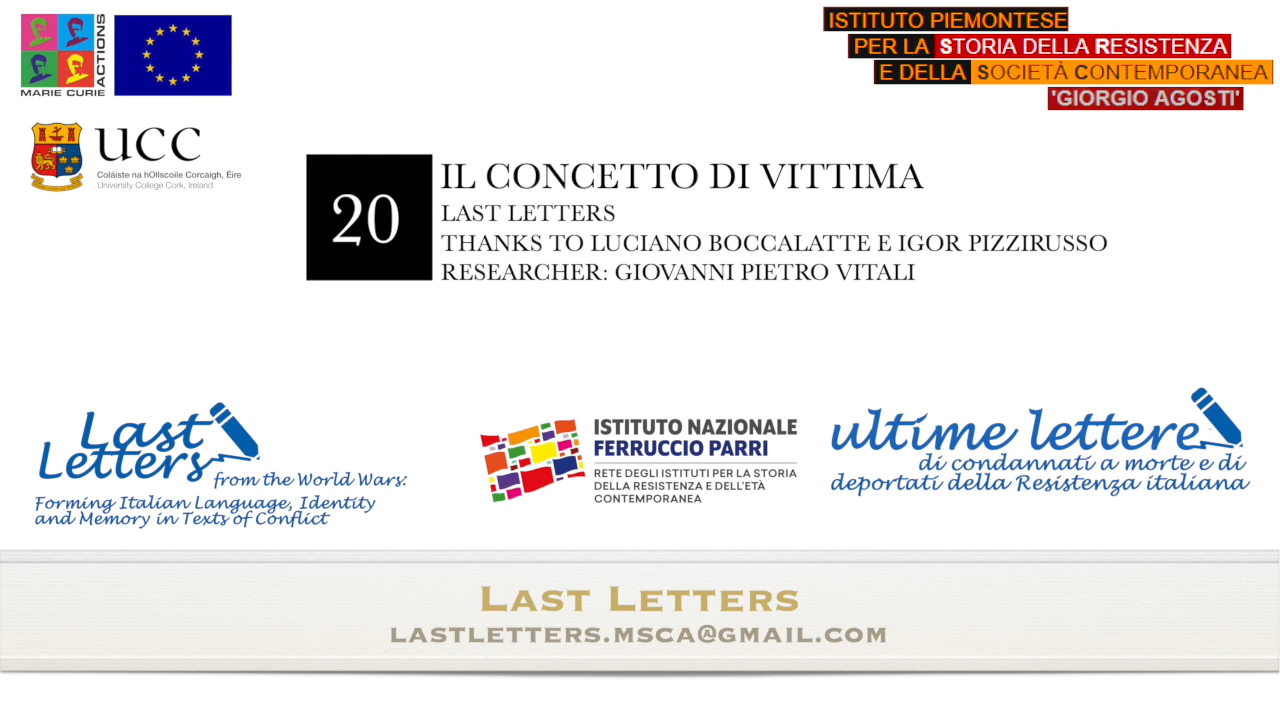 MARIE CURIE
ACTIONS
ISTITUTO PIEMONTESE
PER LA STORIA DELLA RESISTENZA
E DELLA SOCIETÀ CONTEMPORANEA
'GIORGIO AGOSTI'
UCC
Coláiste na hOllscoile Corcaigh, Éire
University College Cork, Ireland
20
IL CONCETTO DI VITTIMA
LAST LETTERS
THANKS TO LUCIANO BOCCALATTE E IGOR PIZZIRUSSO
RESEARCHER: GIOVANNI PIETRO VITALI
Last
Letters
from the World Wars:
Forming Italian Language, Identity
and Memory in Texts of Conflict
ISTITUTO NAZIONALE
FERRUCCIO PARRI
RETE DEGLI ISTITUTI PER LA STORIA
DELLA RESISTENZA E DELL'ETÀ
CONTEMPORANEA
ultime lettere
di condannati a morte e di
deportati della Resistenza italiana
LAST LETTERS
LASTLETTERS.MSCA@GMAIL.COM